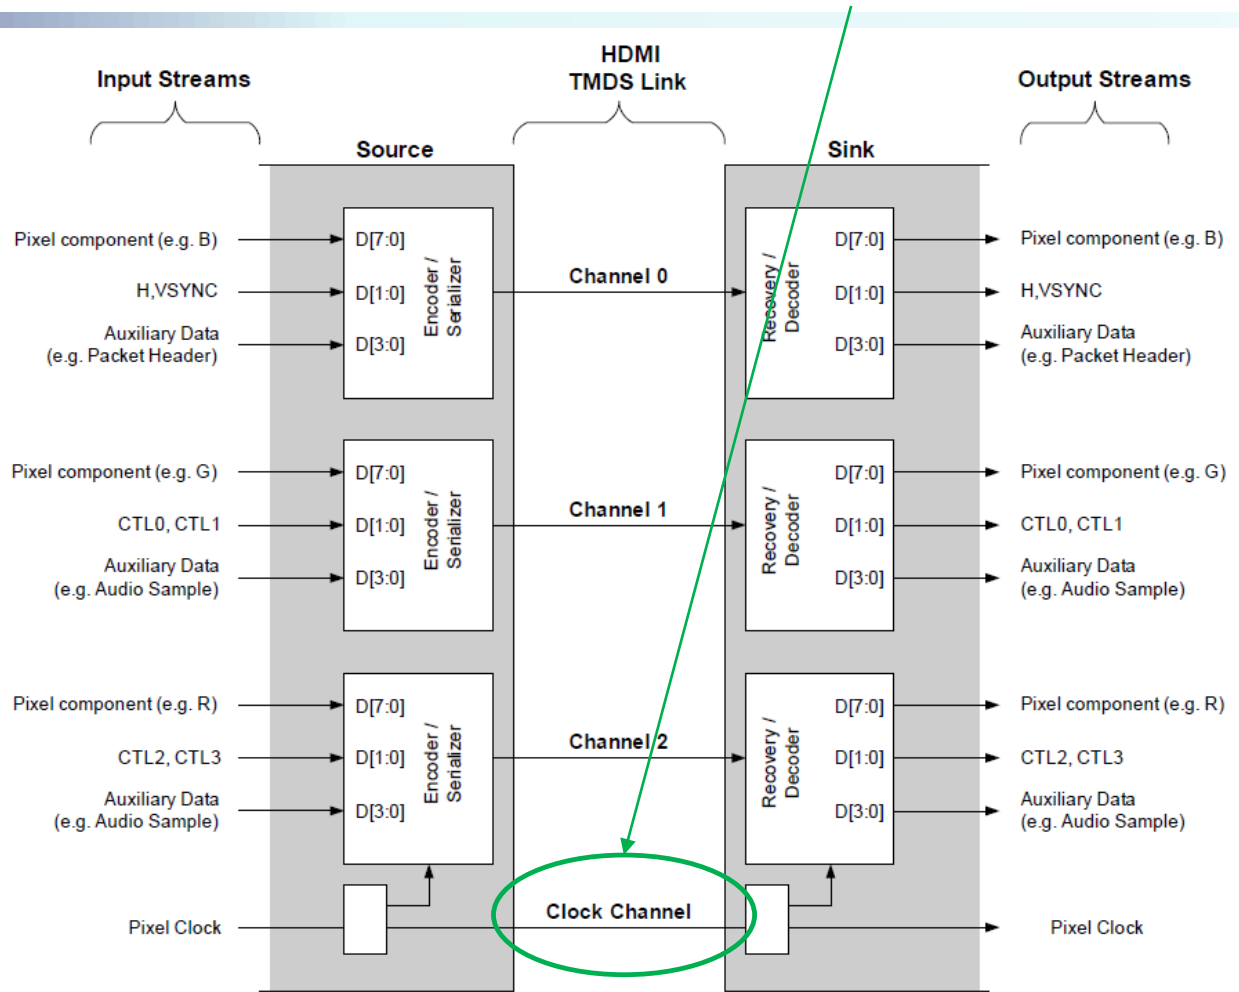 HDMI
TMDS Link
Input Streams
Output Streams
Source
Sink
Pixel component (e.g. B)
H,VSYNC
Auxiliary Data
(e.g. Packet Header)
D[7:0]
D[1:0]
D[3:0]
Encoder /
Serializer
Channel 0
Recovery /
Decoder
D[7:0]
D[1:0]
D[3:0]
Pixel component (e.g. B)
H,VSYNC
Auxiliary Data
(e.g. Packet Header)
Pixel component (e.g. G)
CTL0, CTL1
Auxiliary Data
(e.g. Audio Sample)
D[7:0]
D[1:0]
D[3:0]
Encoder /
Serializer
Channel 1
Recovery /
Decoder
D[7:0]
D[1:0]
D[3:0]
Pixel component (e.g. G)
CTL0, CTL1
Auxiliary Data
(e.g. Audio Sample)
Pixel component (e.g. R)
CTL2, CTL3
Auxiliary Data
(e.g. Audio Sample)
D[7:0]
D[1:0]
D[3:0]
Encoder /
Serializer
Channel 2
Recovery /
Decoder
D[7:0]
D[1:0]
D[3:0]
Pixel component (e.g. R)
CTL2, CTL3
Auxiliary Data
(e.g. Audio Sample)
Pixel Clock
Clock Channel
Pixel Clock